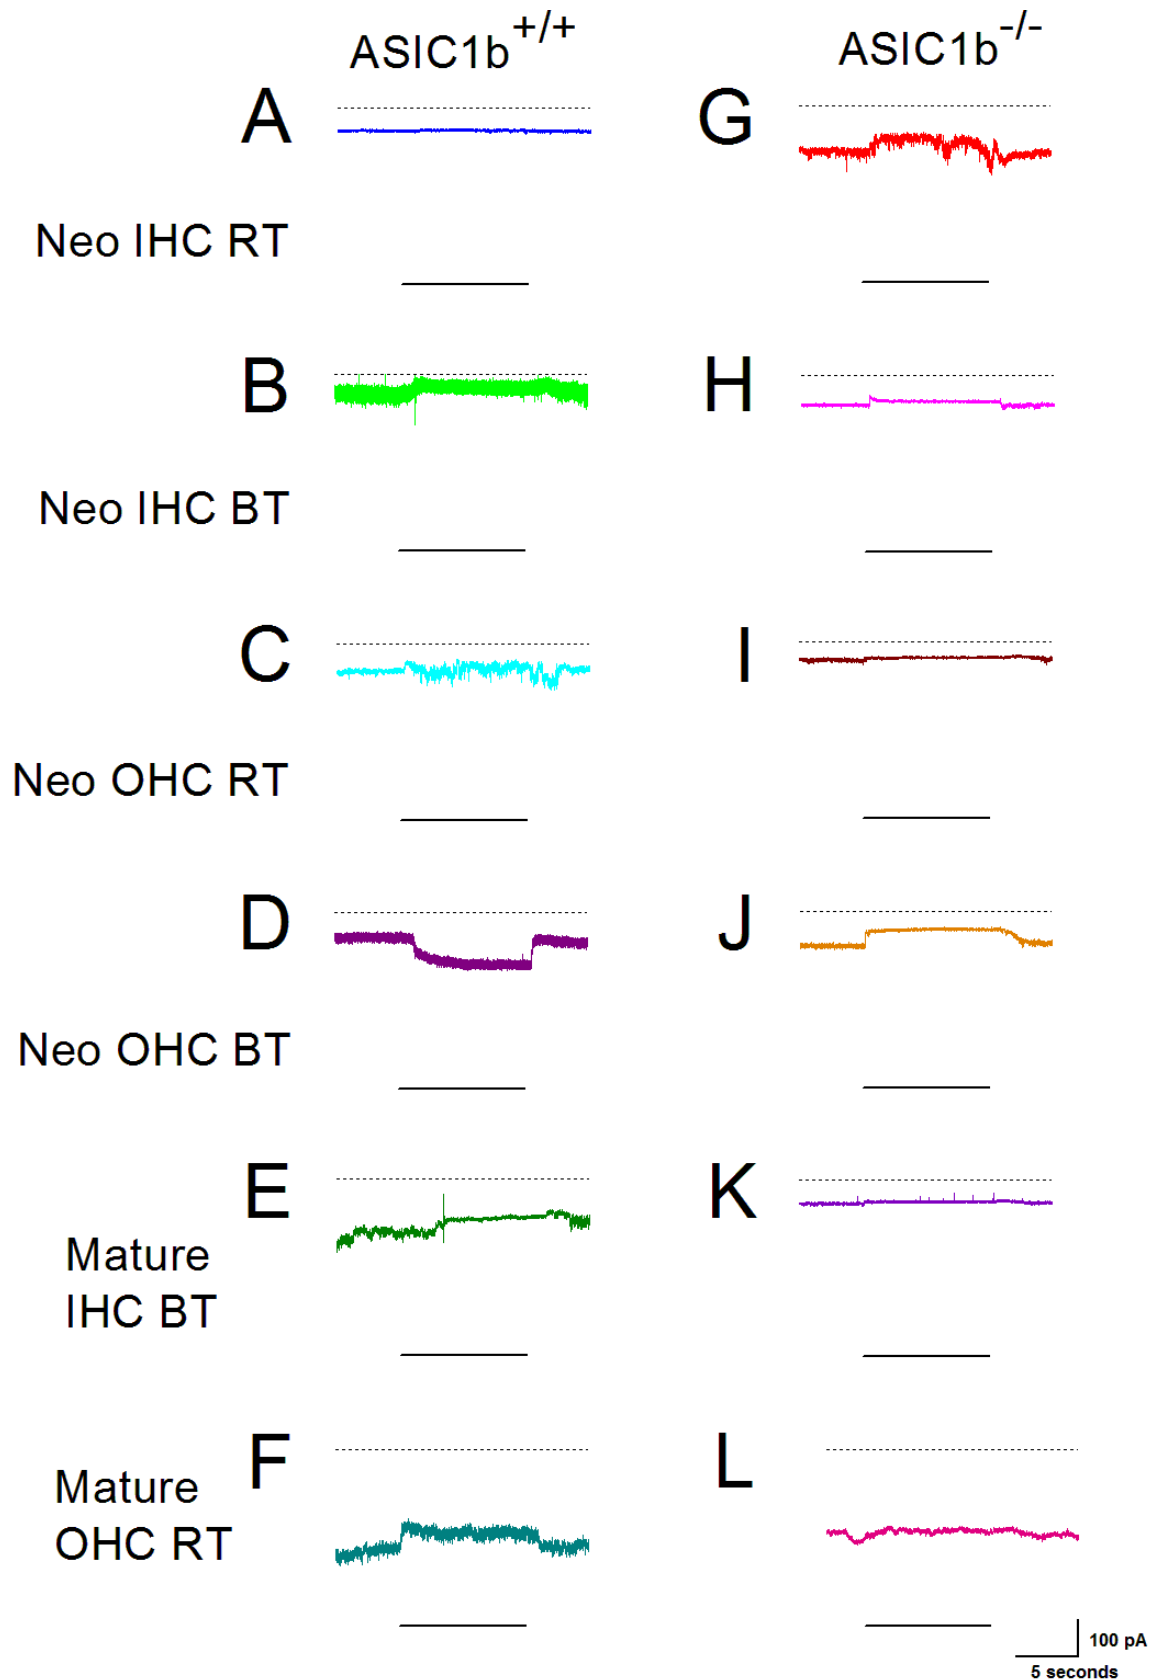 ASIC1b+/+ ASIC1b-/-
A G
Neo IHC RT
B H
Neo IHC BT
C I
Neo OHC RT
D J
Neo OHC BT
E K
Mature
IHC BT
F L
Mature
OHC RT
100 pA
5 seconds